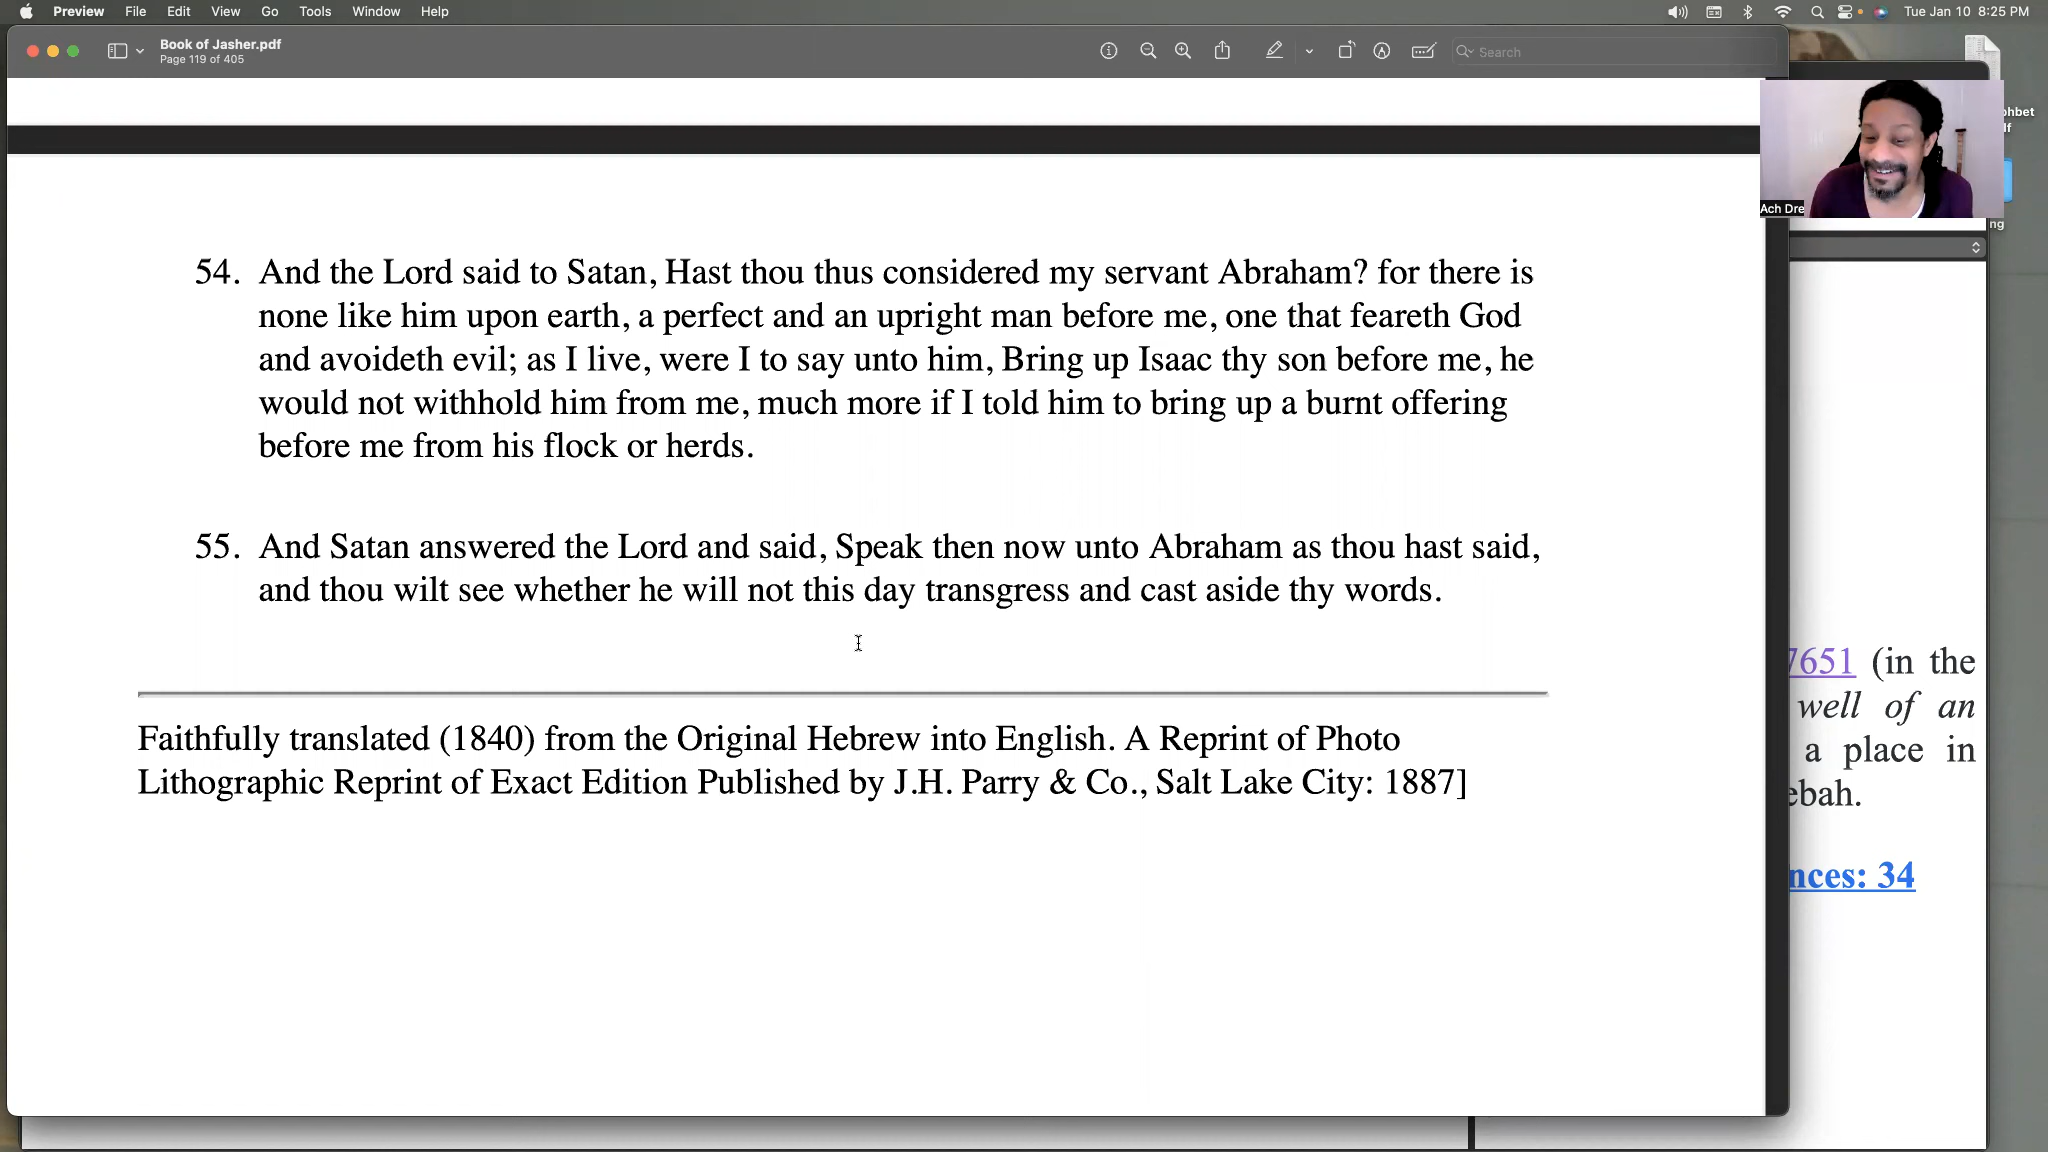 Preview File Edit View Go Tools Window Help
Tue Jan 10 8:25 PM
Book of Jasher.pdf
Page 119 of 405
Search
Ach Dre
54. And the Lord said to Satan, Hast thou thus considered my servant Abraham? for there is
none like him upon earth, a perfect and an upright man before me, one that feareth God
and avoideth evil; as I live, were I to say unto him, Bring up Isaac thy son before me, he
would not withhold him from me, much more if I told him to bring up a burnt offering
before me from his flock or herds.
55. And Satan answered the Lord and said, Speak then now unto Abraham as thou hast said,
and thou wilt see whether he will not this day transgress and cast aside thy words.
Faithfully translated (1840) from the Original Hebrew into English. A Reprint of Photo
Lithographic Reprint of Exact Edition Published by J.H. Parry & Co., Salt Lake City: 1887]
7651 (in the
well of an
a place in
ebah.
nces: 34